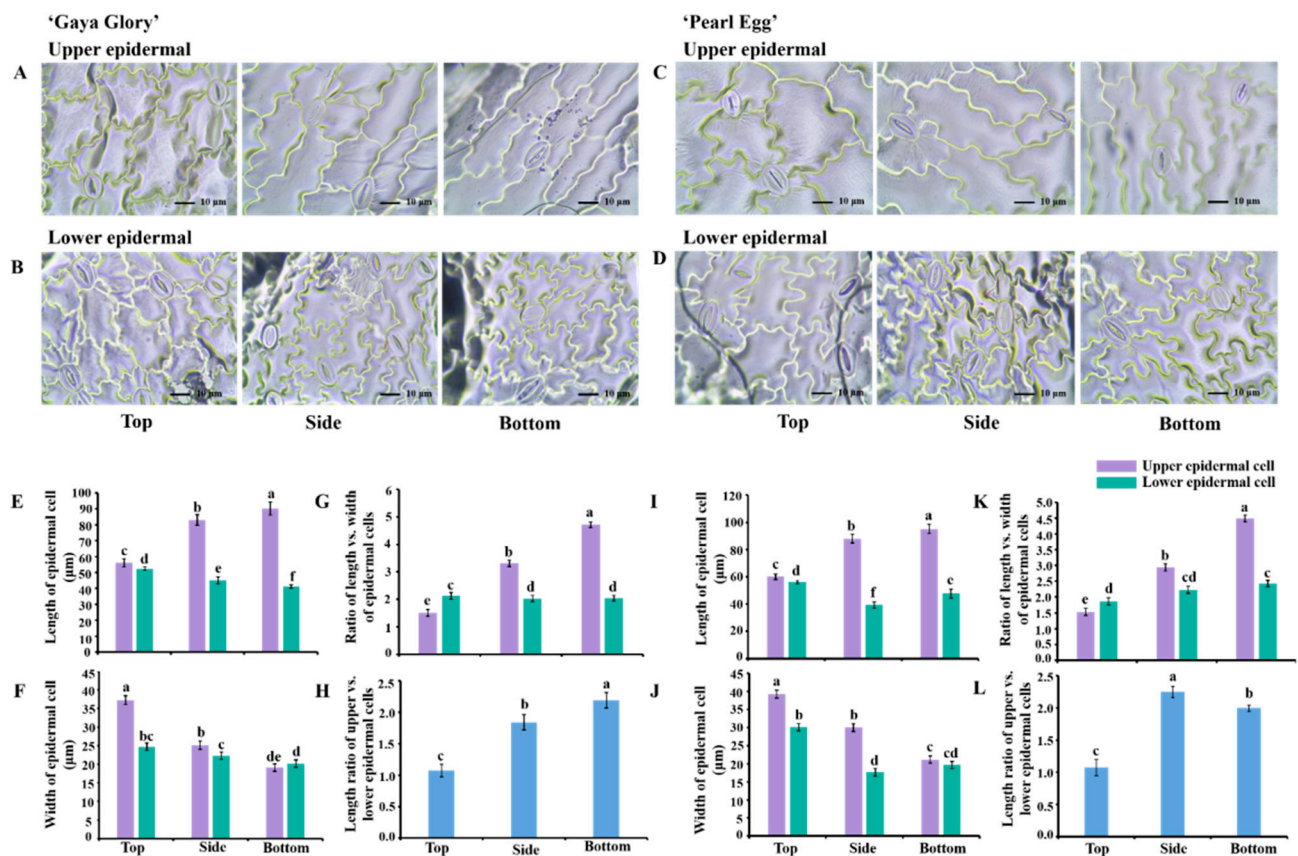 ‘Gaya Glory’
Upper epidermal
A
10 µm
10 µm
10 µm
Lower epidermal
B
10 µm
10 µm
10 µm
Top Side Bottom
‘Pearl Egg’
Upper epidermal
C
10 µm
10 µm
10 µm
Lower epidermal
D
10 µm
10 µm
10 µm
Top Side Bottom
Upper epidermal cell
Lower epidermal cell
E
Length of epidermal cell
(µm)
100
90
80
70
60
50
40
30
20
10
0
c d b e a f
G
Ratio of length vs. width
of epidermal cells
6
5
4
3
2
1
0
e c b d a d
I
Length of epidermal cell
(µm)
120
100
80
60
40
20
0
c d b f a e
K
Ratio of length vs. width
of epidermal cells
5.0
4.5
4.0
3.5
3.0
2.5
2.0
1.5
1.0
0.5
0.0
e d b cd a c
F
Width of epidermal cell
(µm)
45
40
35
30
25
20
15
10
5
0
a bc b c de d
Top Side Bottom
H
Length ratio of upper vs.
lower epidermal cells
2.5
2.0
1.5
1.0
0.5
0.0
c b a
Top Side Bottom
J
Width of epidermal cell
(µm)
45
40
35
30
25
20
15
10
5
0
a b b d c cd
Top Side Bottom
L
Length ratio of upper vs.
lower epidermal cells
2.5
2.0
1.5
1.0
0.5
0.0
c a b
Top Side Bottom